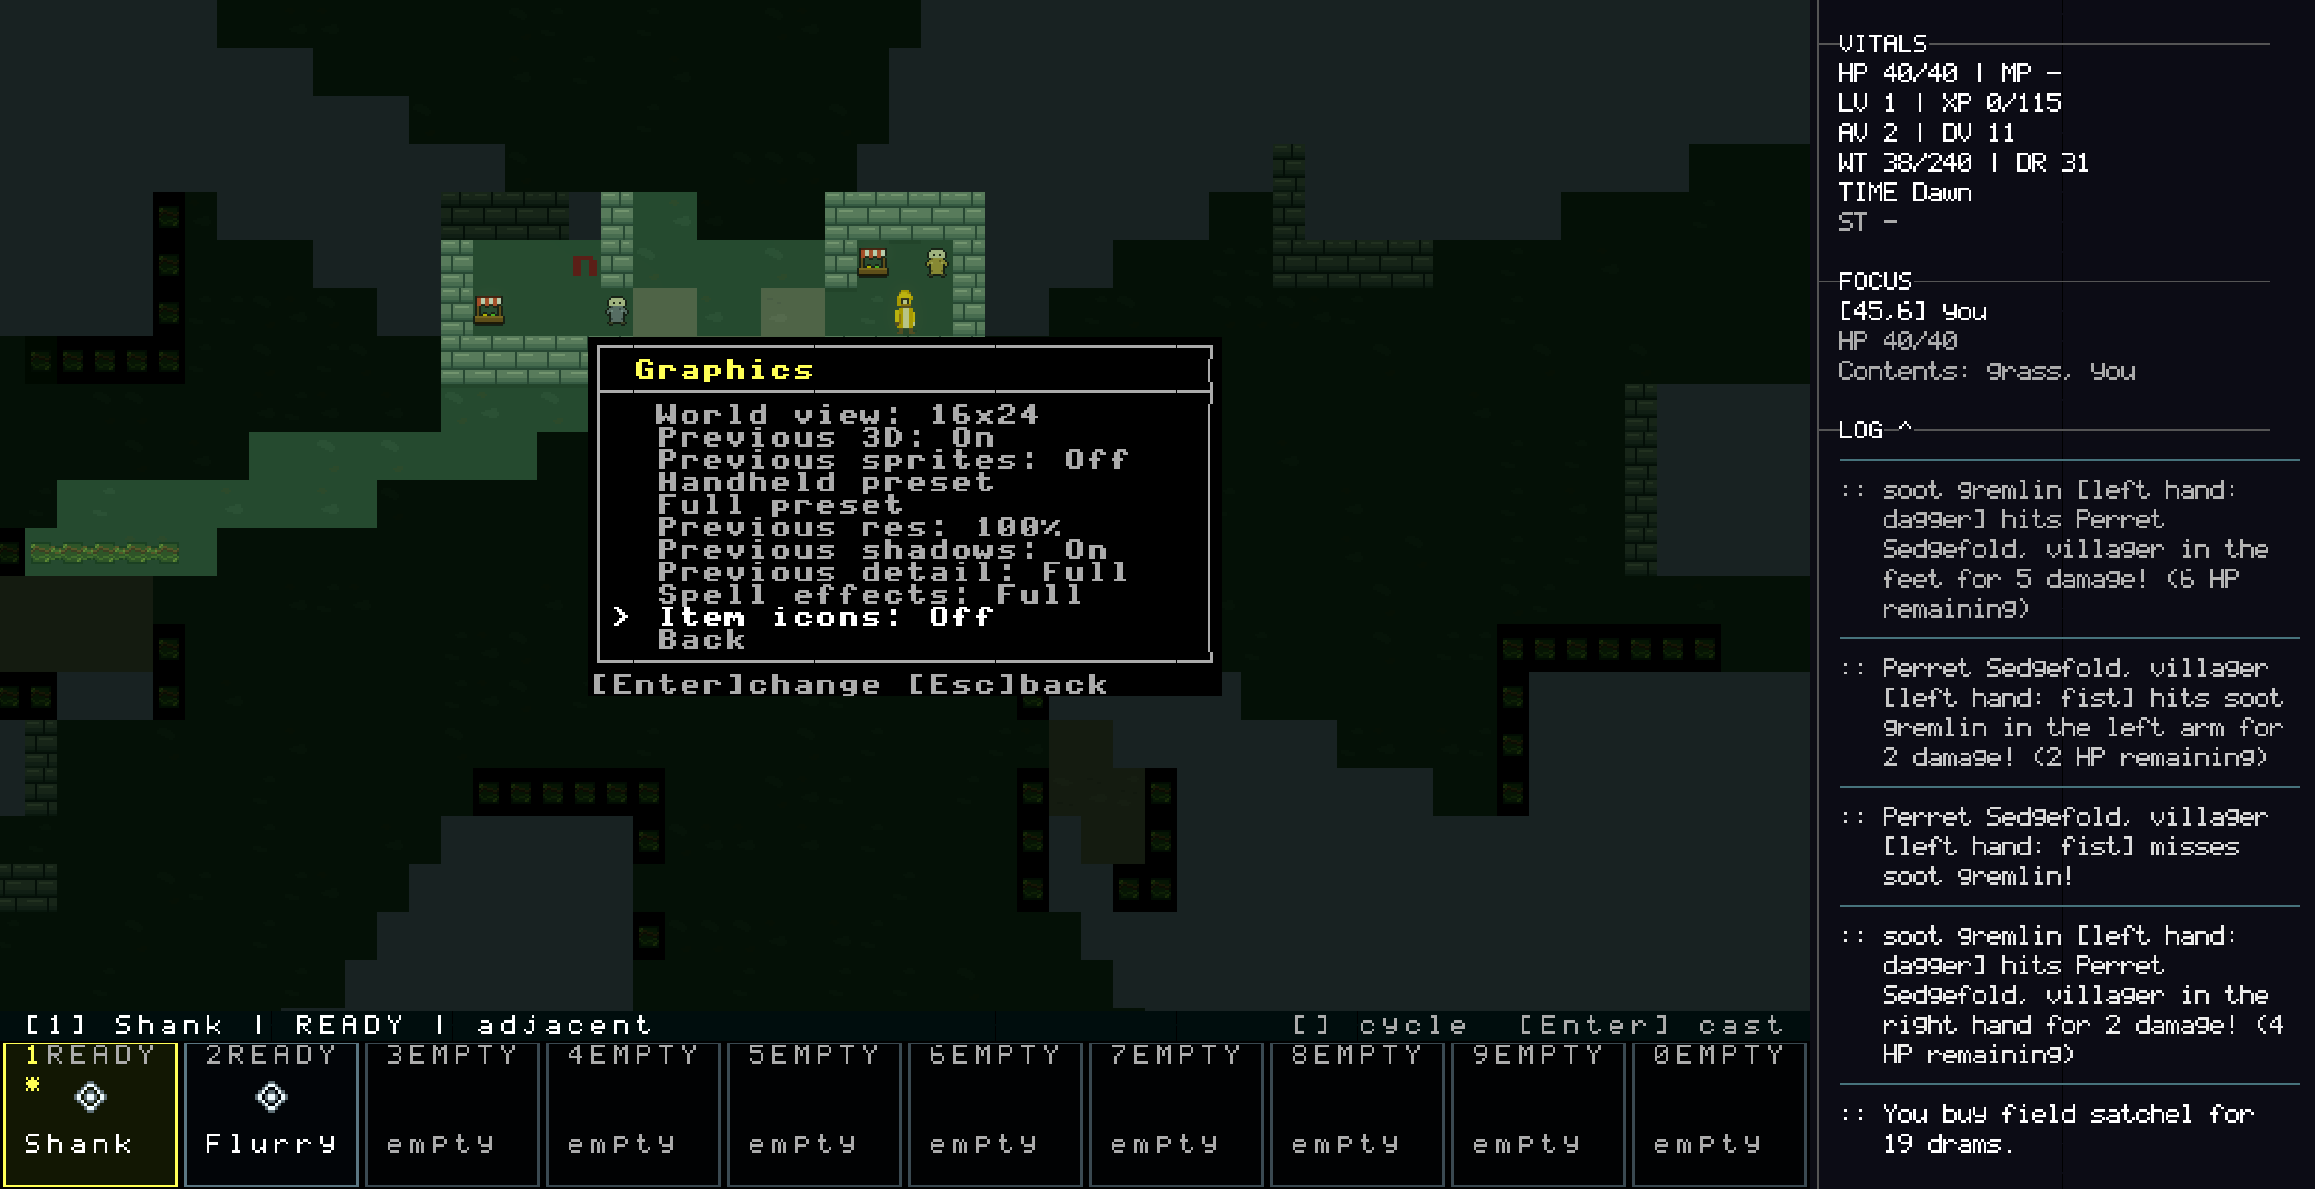 VITALS
HP 40/40 | MP -
LV 1 | XP 0/115
AV 2 | DV 11
WT 38/240 | DR 31
TIME Dawn
ST -
FOCUS
[45,6] You
HP 40/40
Contents: grass, You
LOG ^
:: soot gremlin [left hand:
dagger] hits Perret
Sedgefold, villager in the
feet for 5 damage! (6 HP
remaining)
:: Perret Sedgefold, villager
[left hand: fist] hits soot
gremlin in the left arm for
2 damage! (2 HP remaining)
:: Perret Sedgefold, villager
[left hand: fist] misses
soot gremlin!
:: soot gremlin [left hand:
dagger] hits Perret
Sedgefold, villager in the
right hand for 2 damage! (4
HP remaining)
:: You buy field satchel for
19 drams.
n
Graphics
World view: 16x24
Previous 3D: On
Previous sprites: Off
Handheld preset
Full preset
Previous res: 100%
Previous shadows: On
Previous detail: Full
Spell effects: Full
> Item icons: Off
Back
[Enter]change [Esc]back
[1] Shank | READY | adjacent [] cycle [Enter] cast
1READY 2READY 3EMPTY 4EMPTY 5EMPTY 6EMPTY 7EMPTY 8EMPTY 9EMPTY 0EMPTY
*
Shank Flurry empty empty empty empty empty empty empty empty